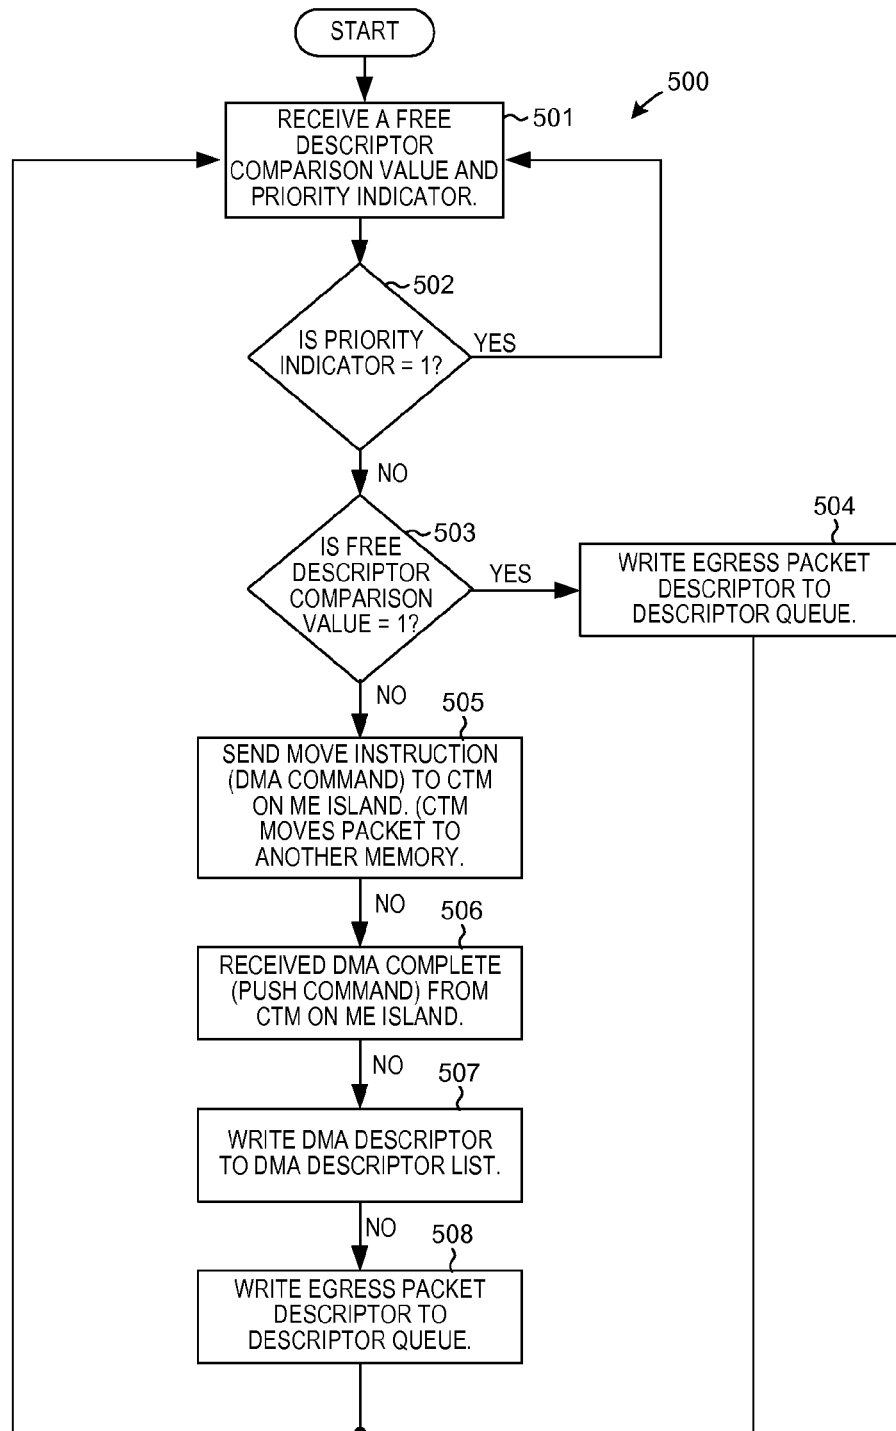 START
500
501
RECEIVE A FREE
DESCRIPTOR
COMPARISON VALUE AND
PRIORITY INDICATOR.
502
IS PRIORITY
INDICATOR = 1?
YES
NO
503
IS FREE
DESCRIPTOR
COMPARISON
VALUE = 1?
YES
504
WRITE EGRESS PACKET
DESCRIPTOR TO
DESCRIPTOR QUEUE.
NO
505
SEND MOVE INSTRUCTION
(DMA COMMAND) TO CTM
ON ME ISLAND. (CTM
MOVES PACKET TO
ANOTHER MEMORY.
NO
506
RECEIVED DMA COMPLETE
(PUSH COMMAND) FROM
CTM ON ME ISLAND.
NO
507
WRITE DMA DESCRIPTOR
TO DMA DESCRIPTOR LIST.
NO
508
WRITE EGRESS PACKET
DESCRIPTOR TO
DESCRIPTOR QUEUE.